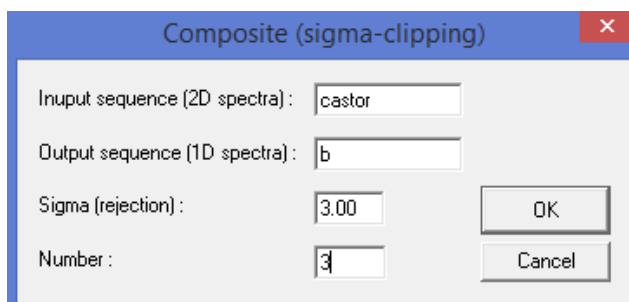 Composite (sigma-clipping)
Inuput sequence (2D spectra) : castor
Output sequence (1D spectra) : b
Sigma (rejection) : 3.00
OK
Number : 3
Cancel